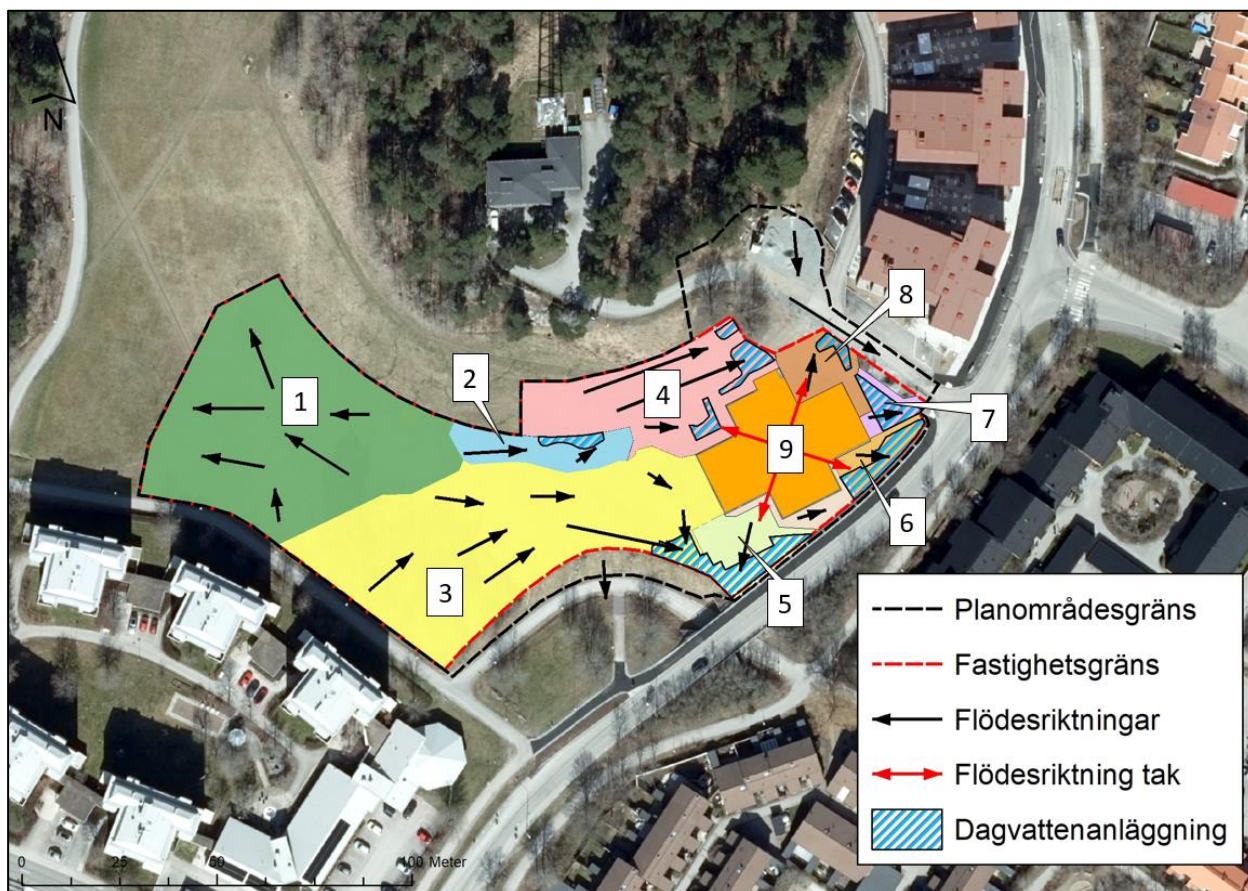 N
1
2
3
4
5
6
7
8
9
Planområdesgräns
Fastighetsgräns
Flödesriktningar
Flödesriktning tak
Dagvattenanläggning
0 25 50 100 Meter